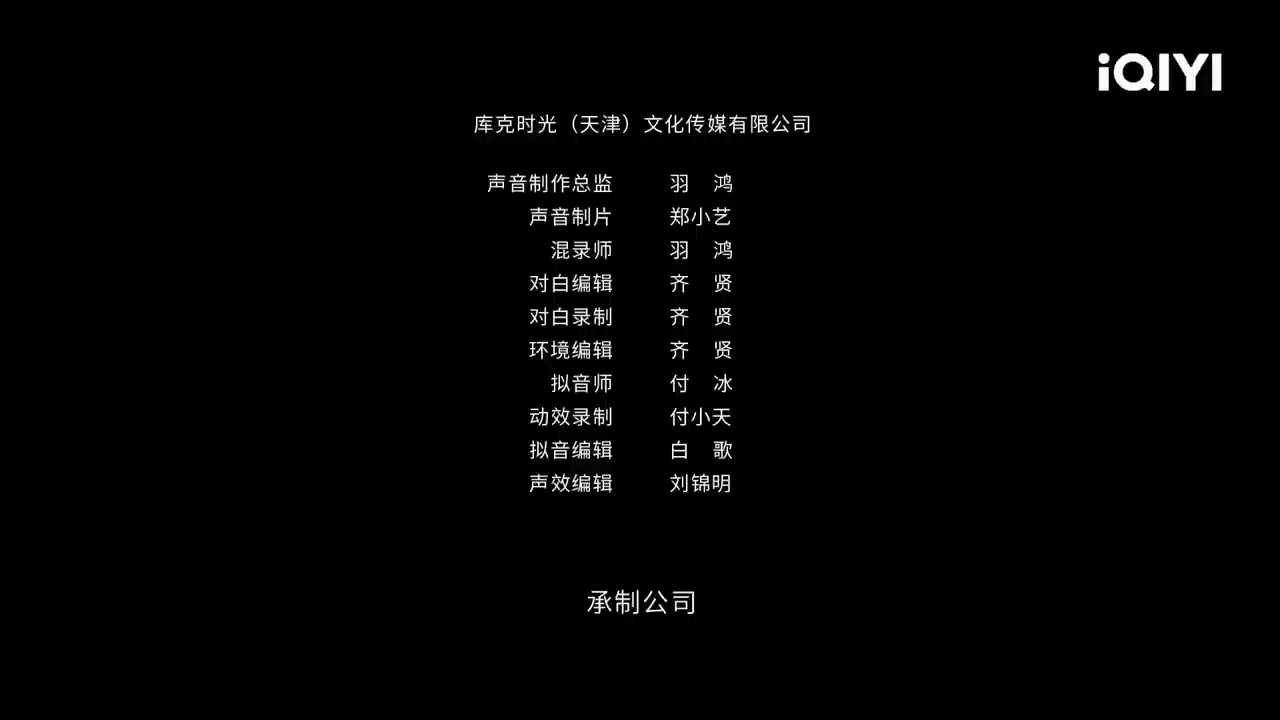 iQIYI
库克时光（天津）文化传媒有限公司
声音制作总监 羽 鸿
声音制片 郑小艺
混录师 羽 鸿
对白编辑 齐 贤
对白录制 齐 贤
环境编辑 齐 贤
拟音师 付 冰
动效录制 付小天
拟音编辑 白 歌
声效编辑 刘锦明
承制公司